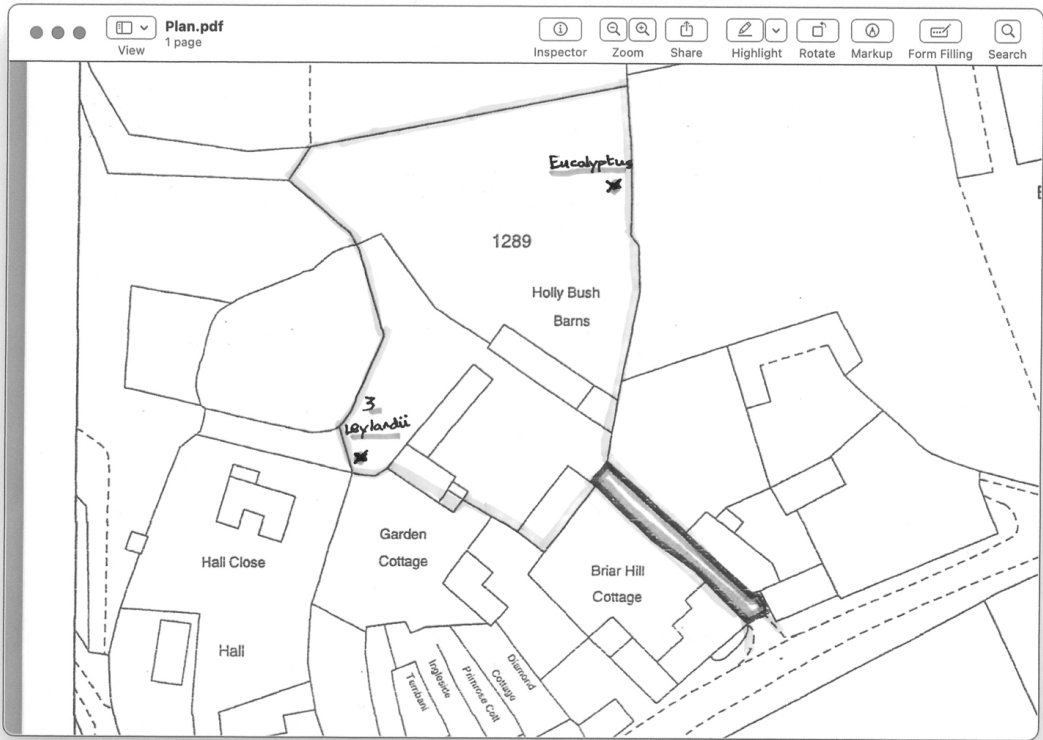 Plan.pdf
1 page
View
Inspector
Zoom
Share
Highlight
Rotate
Markup
Form Filling
Search
Eucalyptus
1289
Holly Bush
Barns
3
Leylandii
Garden
Cottage
Hall Close
Briar Hill
Cottage
Hall
Diamond
Cottage
Primrose Cott
Ingleside
Tembani